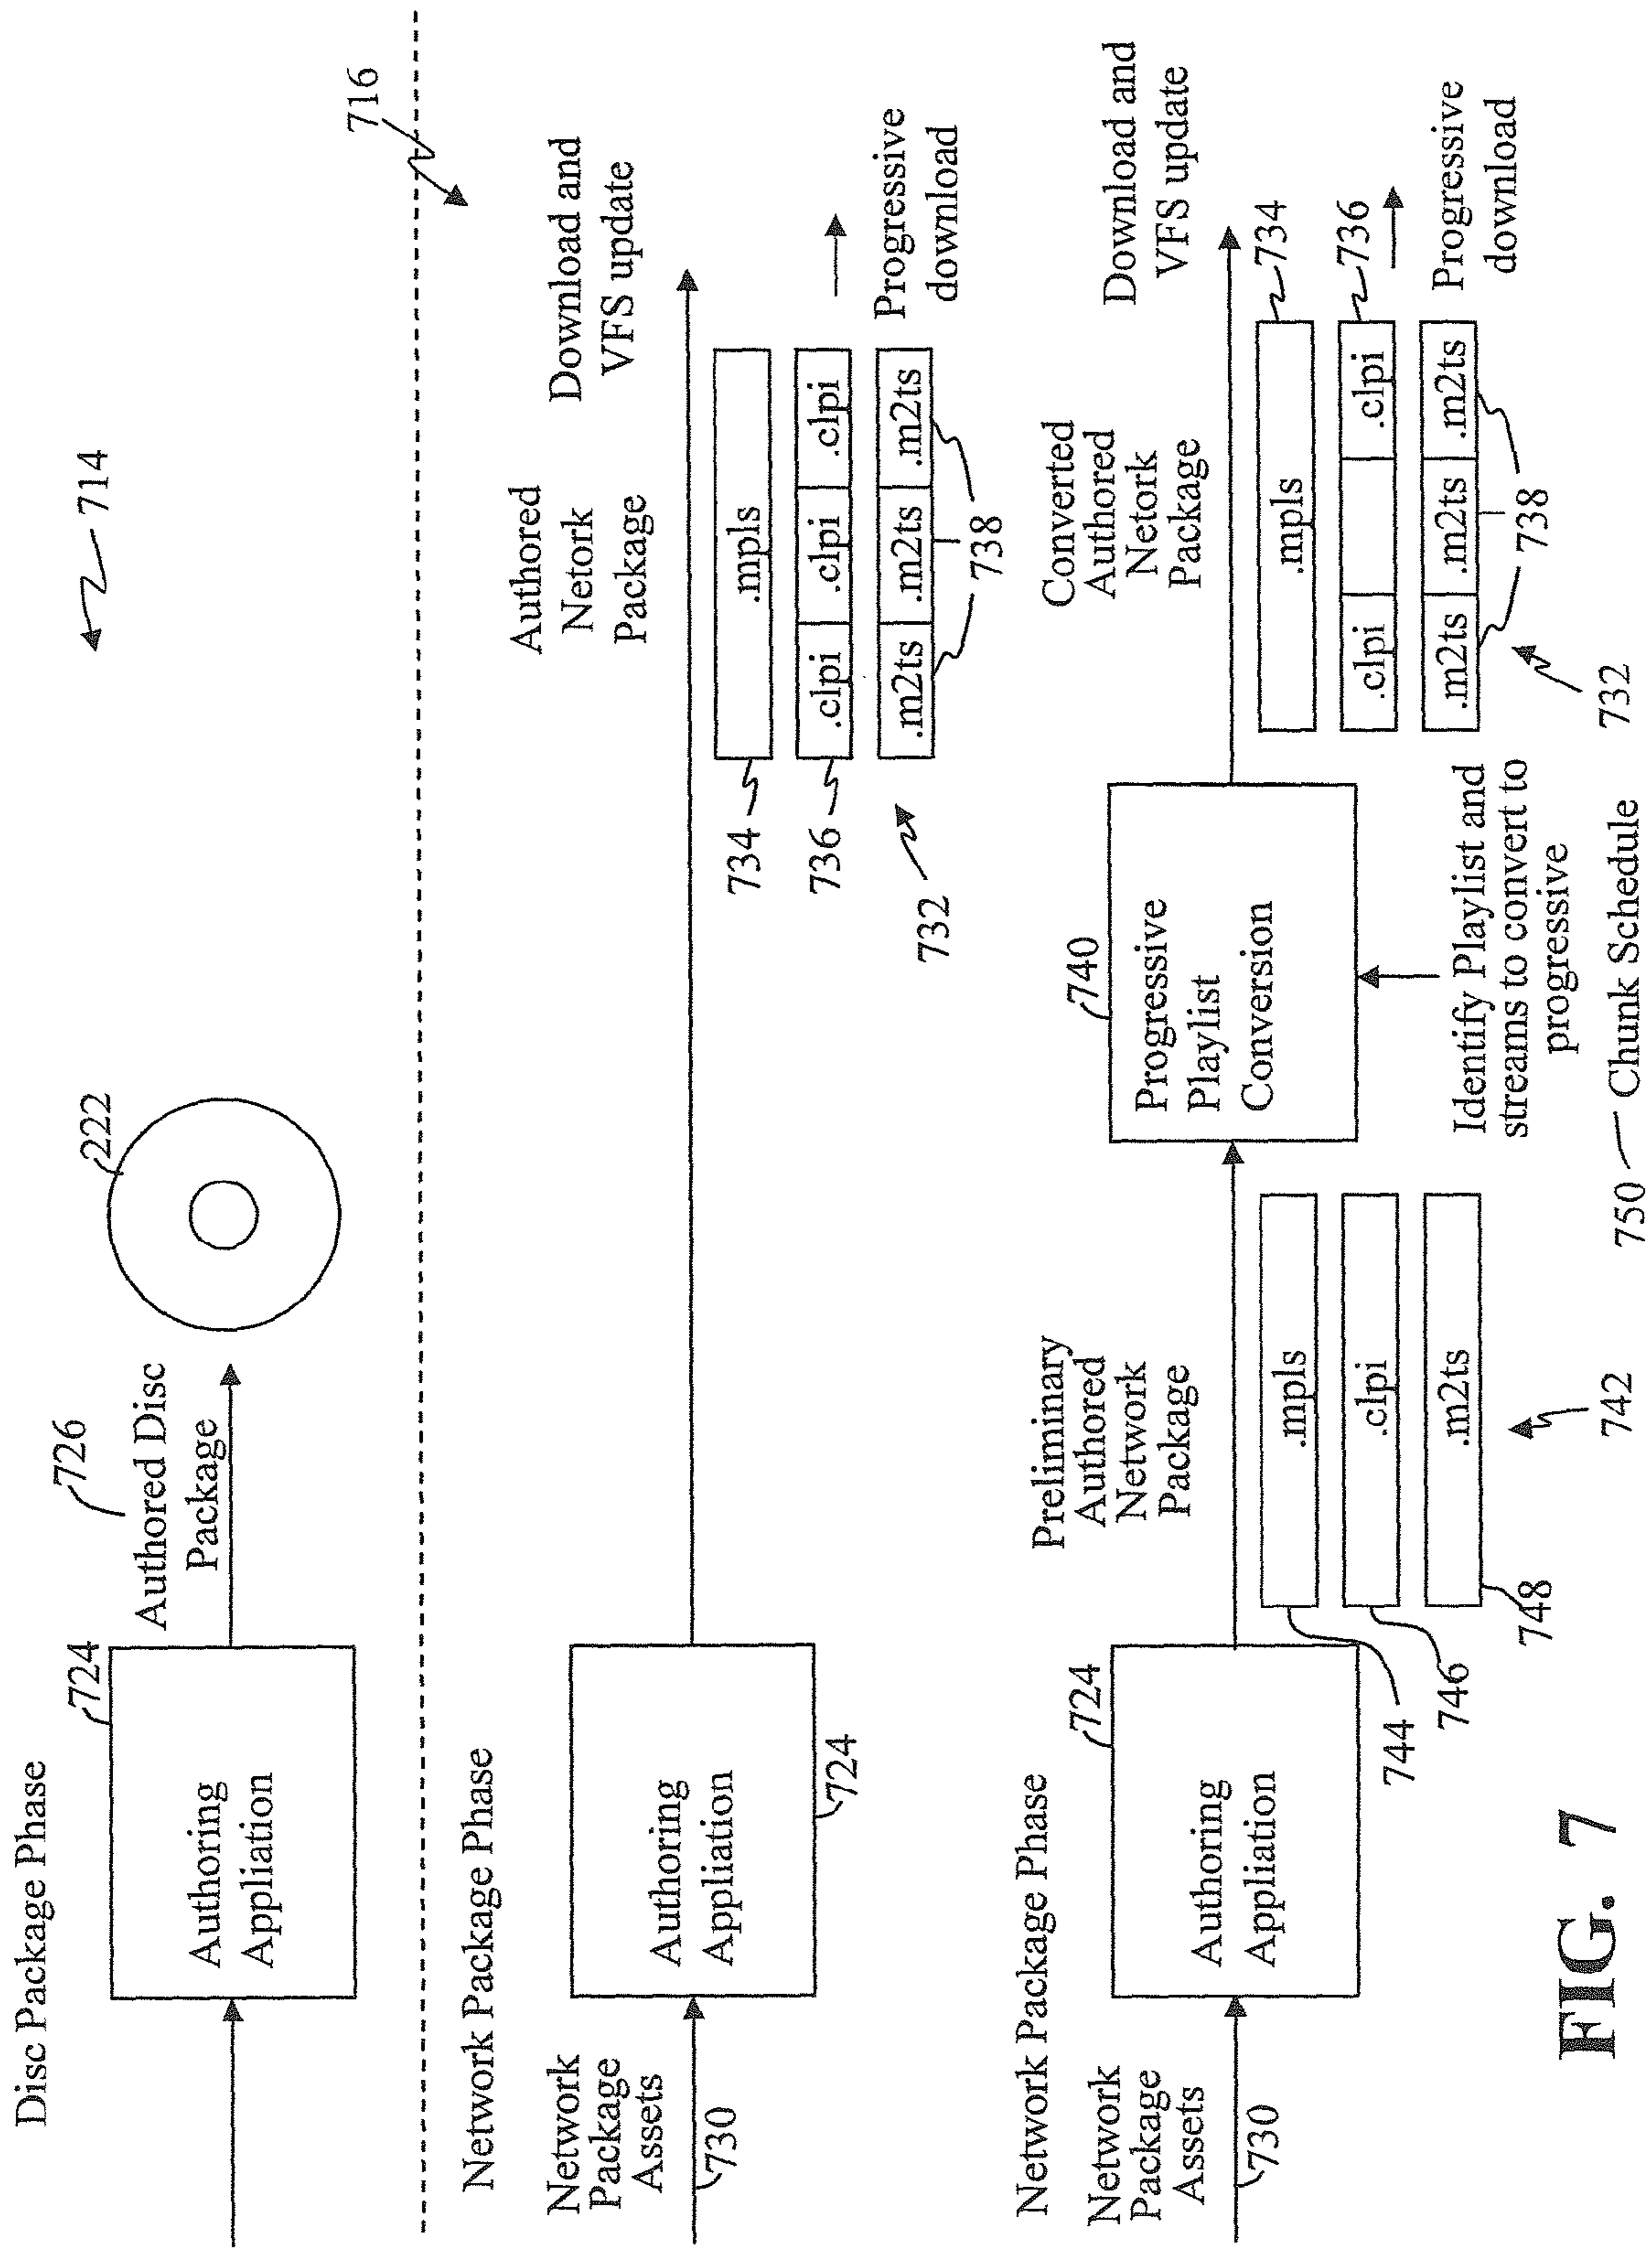 714
Disc Package Phase
724
Authoring
Appliation
726
Authored Disc
Package
222
716
Network Package Phase
Network
Package
Assets
730
Authoring
Appliation
724
Authored
Netork
Package
Download and
VFS update
734
.mpls
736
.clpi
.clpi
.clpi
.m2ts
.m2ts
.m2ts
732
738
Progressive
download
Network Package Phase
Network
Package
Assets
730
724
Authoring
Appliation
Preliminary
Authored
Network
Package
744
.mpls
746
.clpi
748
.m2ts
742
740
Progressive
Playlist
Conversion
Identify Playlist and
streams to convert to
progressive
750
Chunk Schedule
Converted
Authored
Netork
Package
Download and
VFS update
.mpls
734
.clpi
.clpi
736
.m2ts
.m2ts
.m2ts
738
732
Progressive
download
FIG. 7